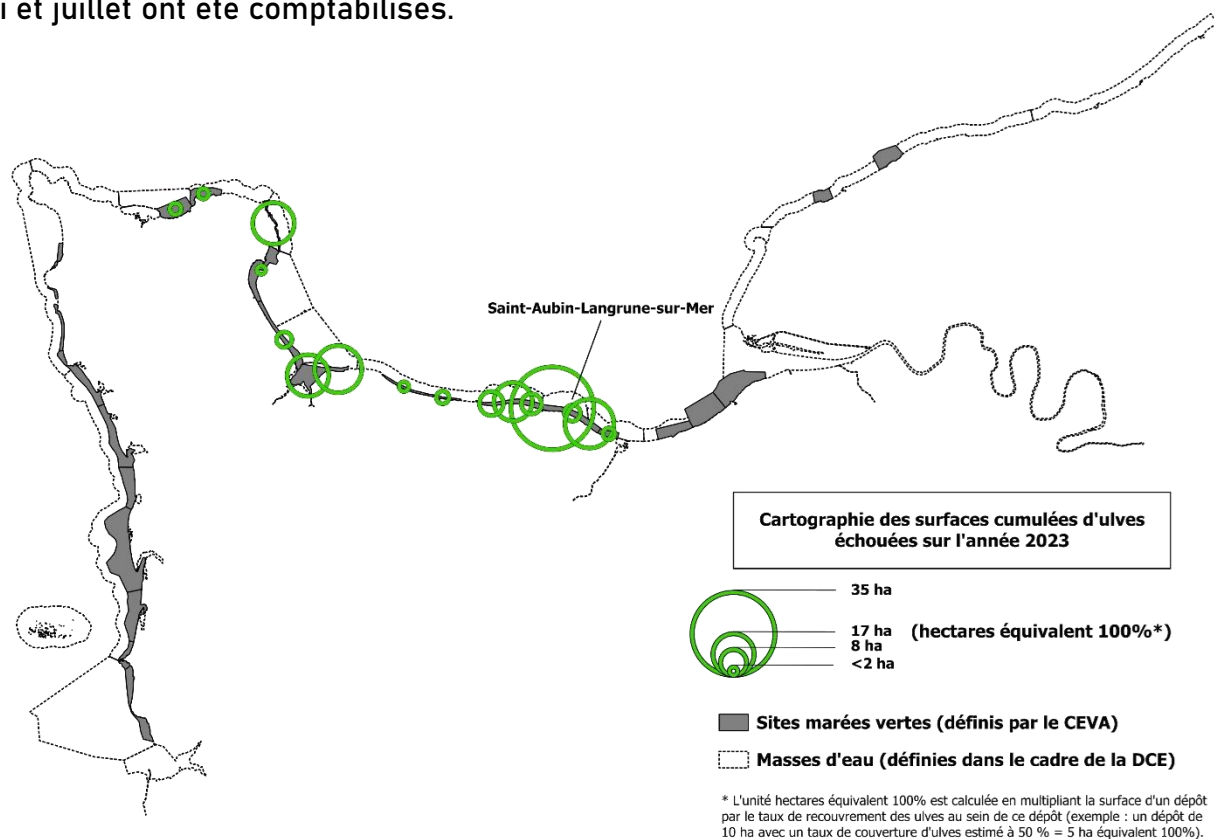 i et juillet ont été comptabilisés.
Saint-Aubin-Langrune-sur-Mer
Cartographie des surfaces cumulées d'ulves
échouées sur l'année 2023
35 ha
17 ha (hectares équivalent 100%*)
8 ha
<2 ha
Sites marées vertes (définis par le CEVA)
Masses d'eau (définies dans le cadre de la DCE)
* L'unité hectares équivalent 100% est calculée en multipliant la surface d'un dépôt
par le taux de recouvrement des ulves au sein de ce dépôt (exemple : un dépôt de
10 ha avec un taux de couverture d'ulves estimé à 50 % = 5 ha équivalent 100%).